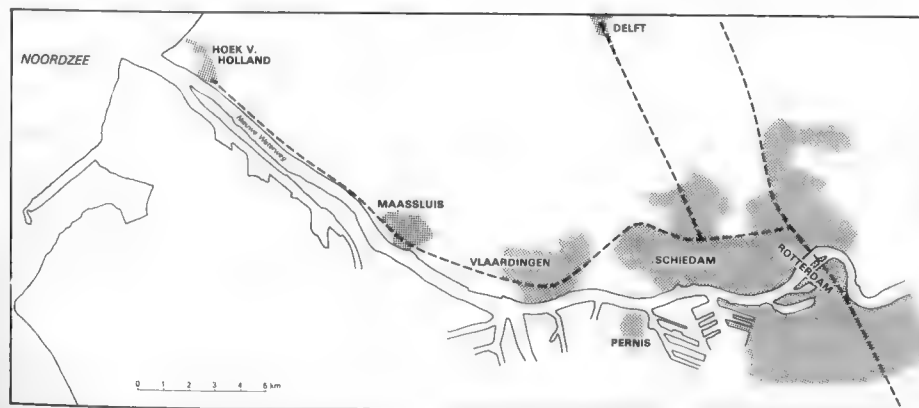 DELFT
HOEK V.
HOLLAND
NOORDZEE
Nieuwe Waterweg
MAASSLUIS
VLAARDINGEN
SCHIEDAM
ROTTERDAM
PERNIS
0 1 2 3 4 5 km